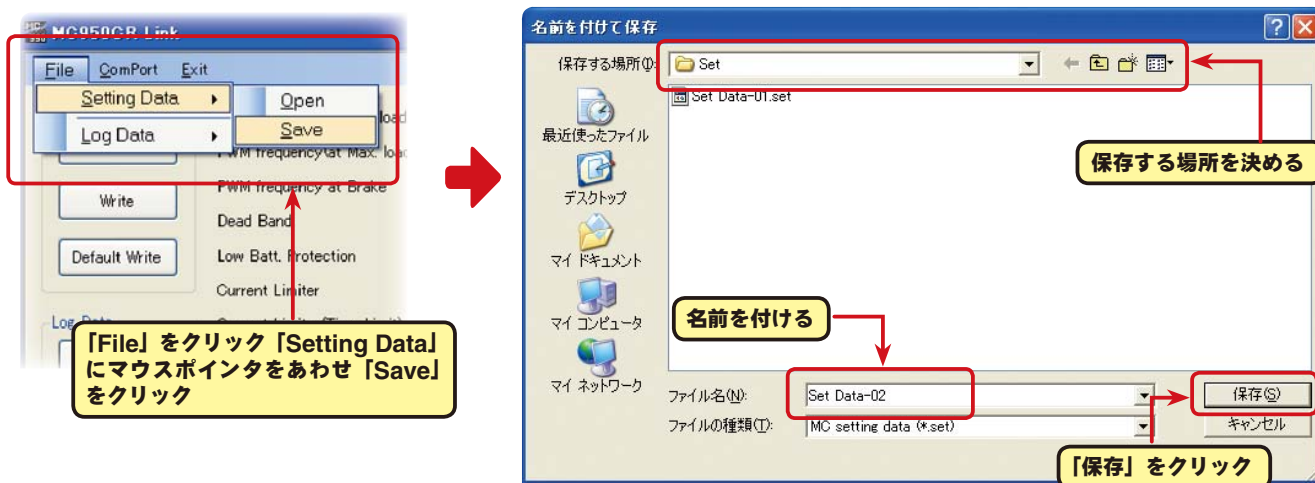 MC950CR Link
File ComPort Exit
Setting Data
Open
Log Data
Save
load
PWM frequency(at Max. loa
PWM frequency at Brake
Write
Dead Band
Default Write
Low Batt. Protection
Current Limiter
「File」をクリック「Setting Data」
にマウスポインタをあわせ「Save」
をクリック
名前を付けて保存
保存する場所(I):
Set
Set Data-01.set
最近使ったファイル
デスクトップ
マイ ドキュメント
マイ コンピュータ
マイ ネットワーク
保存する場所を決める
名前を付ける
ファイル名(N):
Set Data-02
保存(S)
ファイルの種類(T):
MC setting data (*.set)
キャンセル
「保存」をクリック